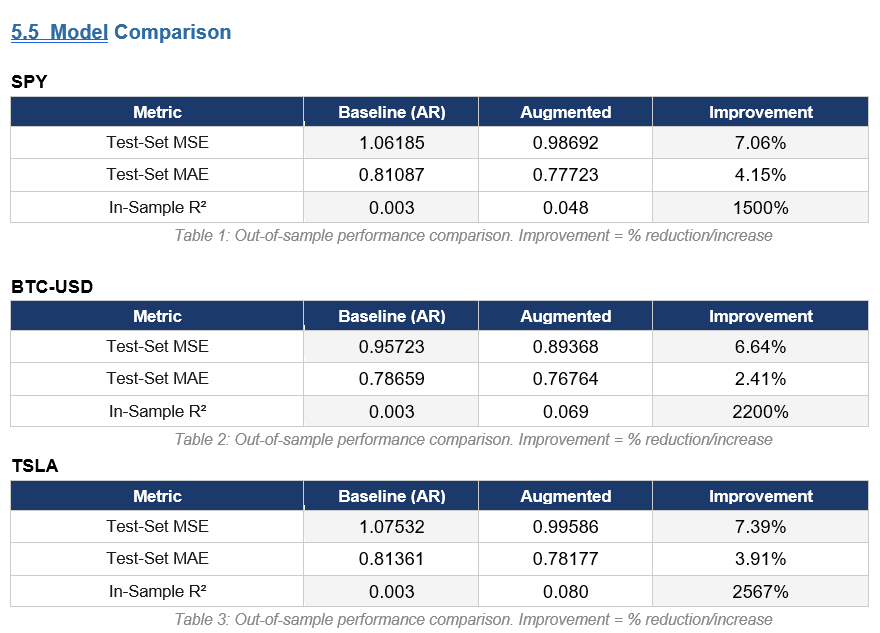 5.5 Model Comparison
SPY
Metric Baseline (AR) Augmented Improvement
Test-Set MSE 1.06185 0.98692 7.06%
Test-Set MAE 0.81087 0.77723 4.15%
In-Sample R² 0.003 0.048 1500%
Table 1: Out-of-sample performance comparison. Improvement = % reduction/increase
BTC-USD
Metric Baseline (AR) Augmented Improvement
Test-Set MSE 0.95723 0.89368 6.64%
Test-Set MAE 0.78659 0.76764 2.41%
In-Sample R² 0.003 0.069 2200%
Table 2: Out-of-sample performance comparison. Improvement = % reduction/increase
TSLA
Metric Baseline (AR) Augmented Improvement
Test-Set MSE 1.07532 0.99586 7.39%
Test-Set MAE 0.81361 0.78177 3.91%
In-Sample R² 0.003 0.080 2567%
Table 3: Out-of-sample performance comparison. Improvement = % reduction/increase